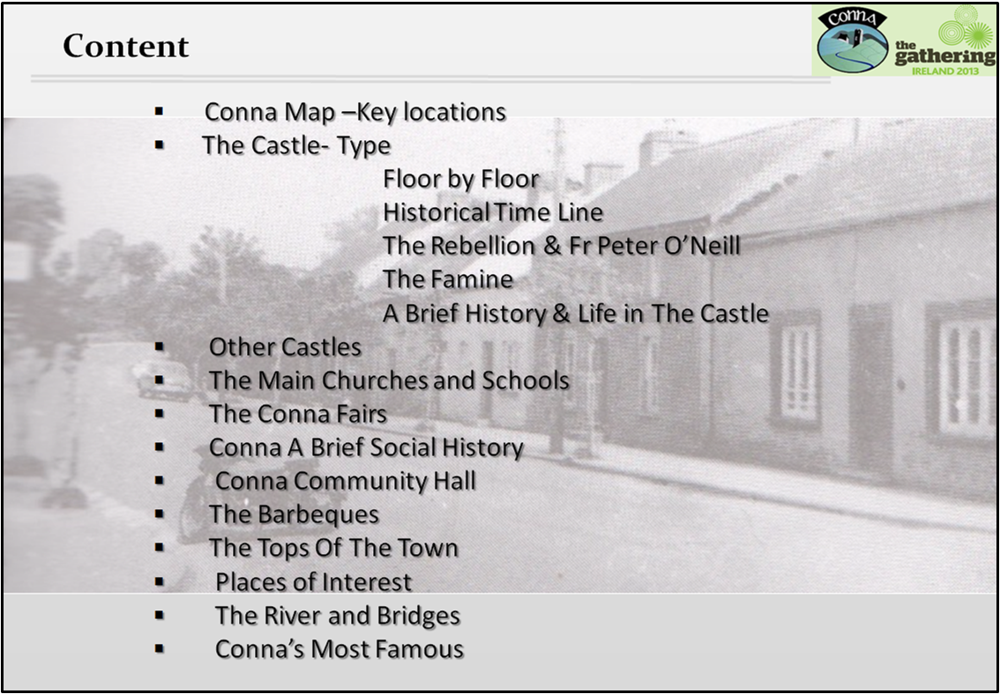 Content
conna
the
gathering
IRELAND 2013
▪ Conna Map –Key locations
▪ The Castle- Type
Floor by Floor
Historical Time Line
The Rebellion & Fr Peter O’Neill
The Famine
A Brief History & Life in The Castle
▪ Other Castles
▪ The Main Churches and Schools
▪ The Conna Fairs
▪ Conna A Brief Social History
▪ Conna Community Hall
▪ The Barbeques
▪ The Tops Of The Town
▪ Places of Interest
▪ The River and Bridges
▪ Conna’s Most Famous